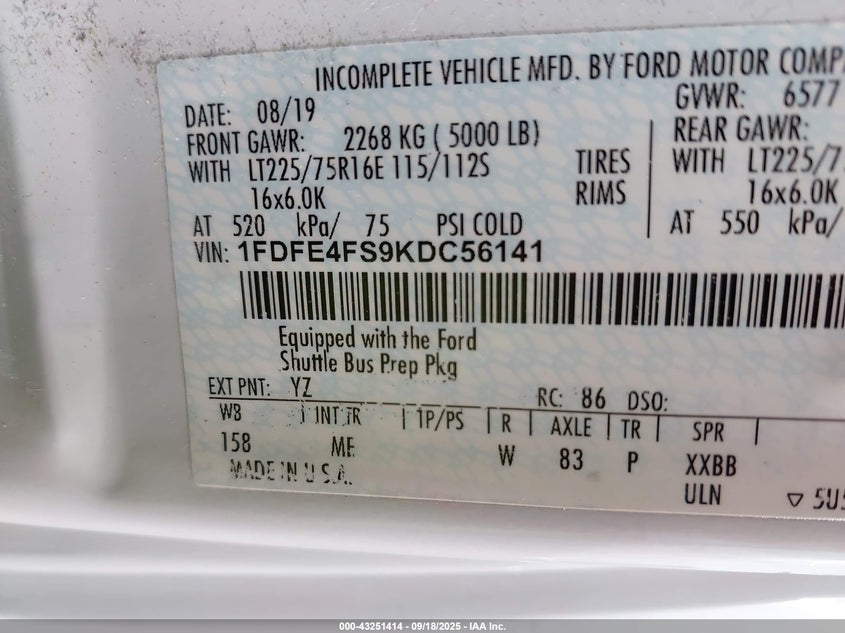 INCOMPLETE VEHICLE MFD. BY FORD MOTOR COMPA
DATE: 08/19 GVWR: 6577
FRONT GAWR: 2268 KG ( 5000 LB) REAR GAWR:
WITH LT225/75R16E 115/112S TIRES WITH LT225/7
16x6.0K RIMS 16x6.0K
AT 520 kPa/ 75 PSI COLD AT 550 kPa/
VIN: 1FDFE4FS9KDC56141
Equipped with the Ford
Shuttle Bus Prep Pkg
EXT PNT: YZ RC: 86 DSO:
WB INT TR 1P/PS R AXLE TR SPR
158 ME W 83 P XXBB
MADE IN U.S.A. ULN 5U5
000-43251414 - 09/18/2025 - IAA Inc.